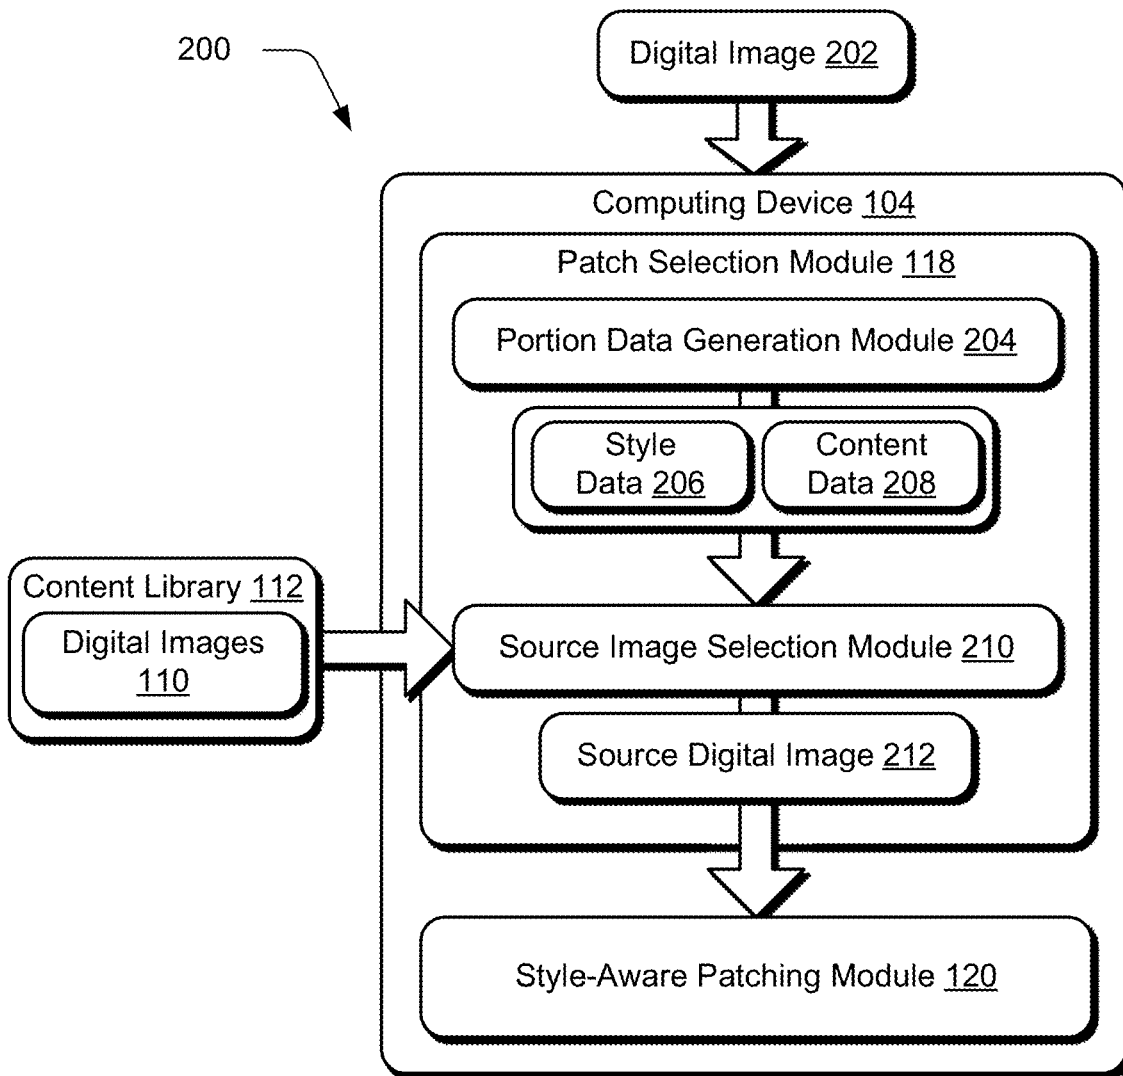 200
Digital Image 202
Computing Device 104
Patch Selection Module 118
Portion Data Generation Module 204
Style
Data 206
Content
Data 208
Content Library 112
Digital Images
110
Source Image Selection Module 210
Source Digital Image 212
Style-Aware Patching Module 120